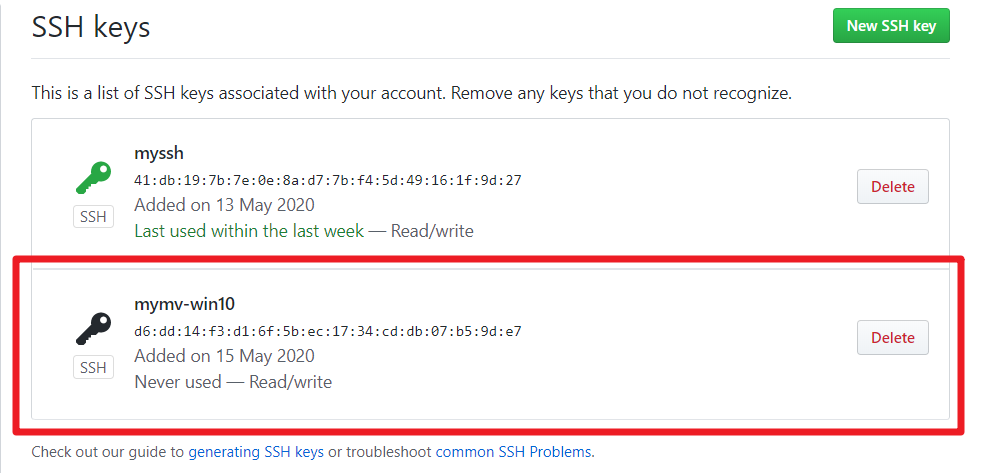 SSH keys
New SSH key
This is a list of SSH keys associated with your account. Remove any keys that you do not recognize.
myssh
41:db:19:7b:7e:0e:8a:d7:7b:f4:5d:49:16:1f:9d:27
Delete
Added on 13 May 2020
SSH
Last used within the last week — Read/write
mymv-win10
d6:dd:14:f3:d1:6f:5b:ec:17:34:cd:db:07:b5:9d:e7
Delete
Added on 15 May 2020
SSH
Never used — Read/write
Check out our guide to generating SSH keys or troubleshoot common SSH Problems.